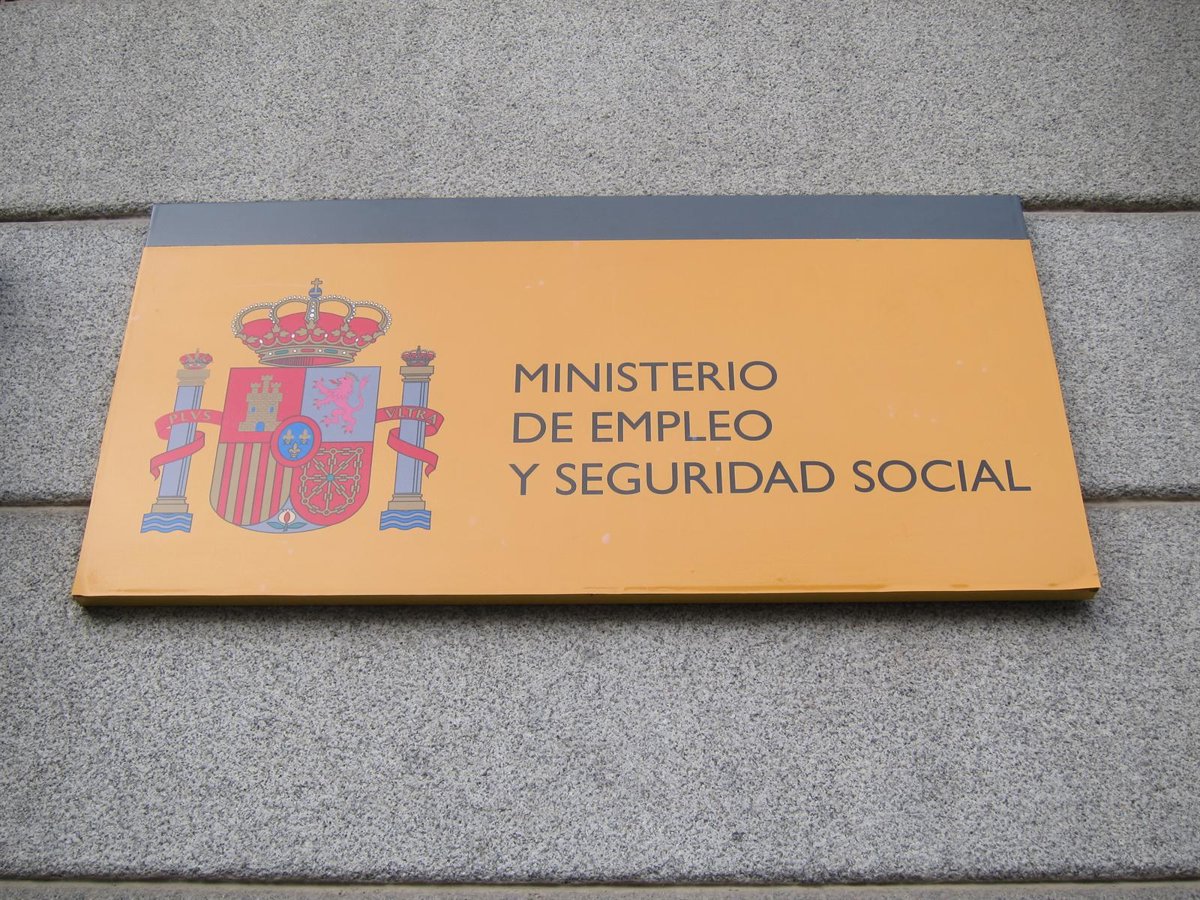 MINISTERIO
DE EMPLEO
Y SEGURIDAD SOCIAL
PLVS VLTRA